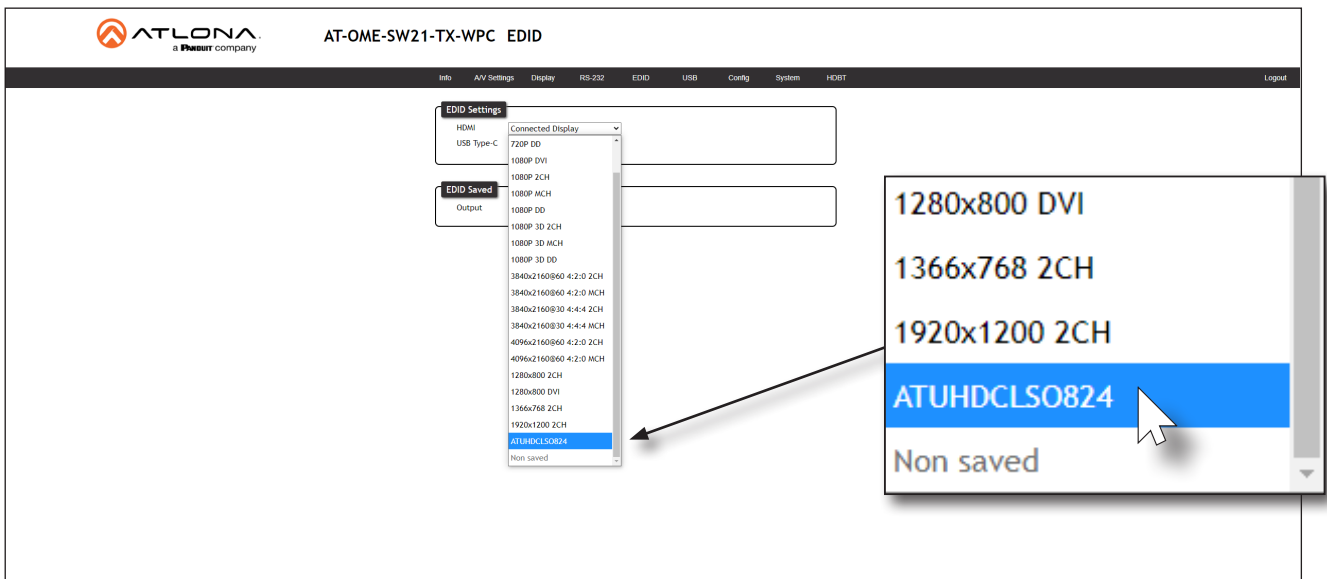 ATLONA.
a PANDUIT company
AT-OME-SW21-TX-WPC EDID
Info A/V Settings Display RS-232 EDID USB Config System HDBT Logout
EDID Settings
HDMI Connected Display
USB Type-C
720P DD
1080P DVI
1080P 2CH
1080P MCH
1080P DD
1080P 3D 2CH
1080P 3D MCH
1080P 3D DD
3840x2160@60 4:2:0 2CH
3840x2160@60 4:2:0 MCH
3840x2160@30 4:4:4 2CH
3840x2160@30 4:4:4 MCH
4096x2160@60 4:2:0 2CH
4096x2160@60 4:2:0 MCH
1280x800 2CH
1280x800 DVI
1366x768 2CH
1920x1200 2CH
ATUHDCLSO824
Non saved
EDID Saved
Output
1280x800 DVI
1366x768 2CH
1920x1200 2CH
ATUHDCLSO824
Non saved